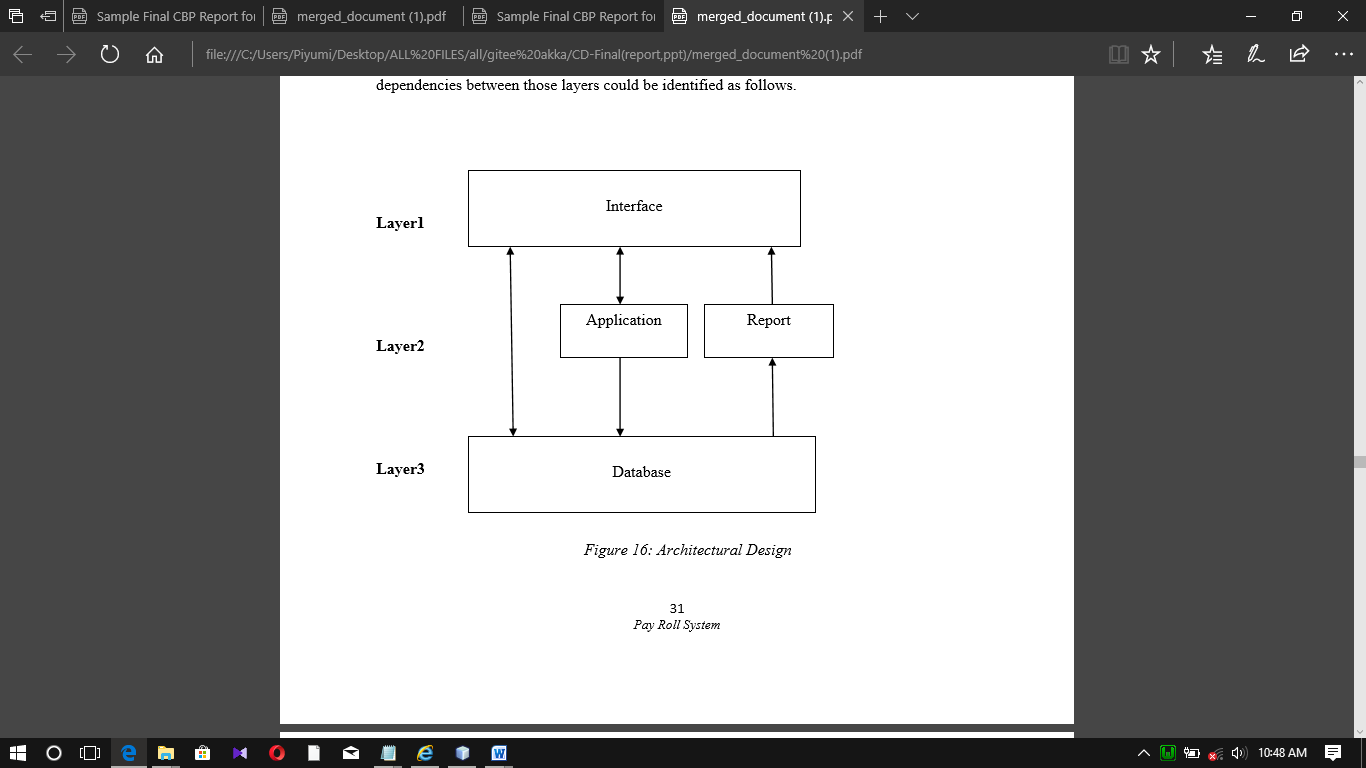 Sample Final CBP Report for
merged_document (1).pdf
Sample Final CBP Report for
merged_document (1).p
file:///C:/Users/Piyumi/Desktop/ALL%20FILES/all/gitee%20akka/CD-Final(report,ppt)/merged_document%20(1).pdf
dependencies between those layers could be identified as follows.
Interface
Layer1
Application
Report
Layer2
Layer3
Database
Figure 16: Architectural Design
31
Pay Roll System
10:48 AM